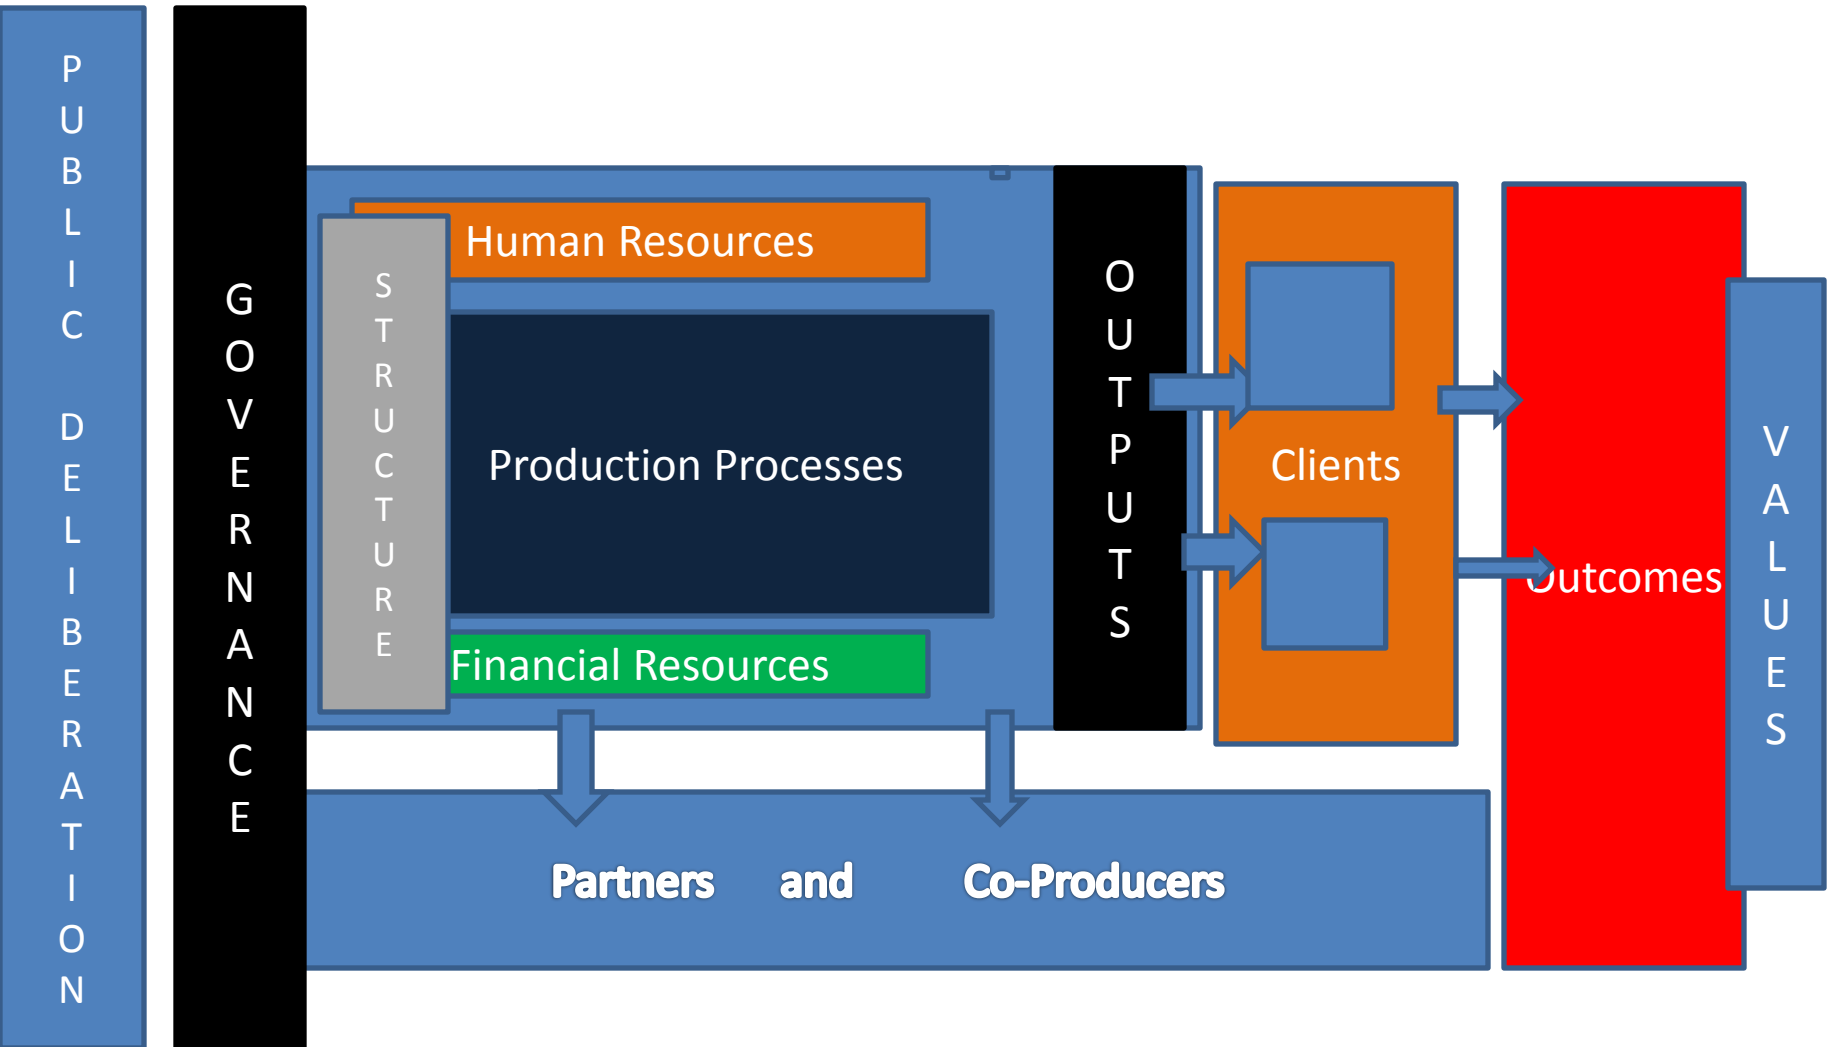 PUBLIC DELIBERATION
GOVERNANCE
STRUCTURE
Human Resources
Production Processes
Financial Resources
OUTPUTS
Clients
Outcomes
VALUES
Partners and Co-Producers